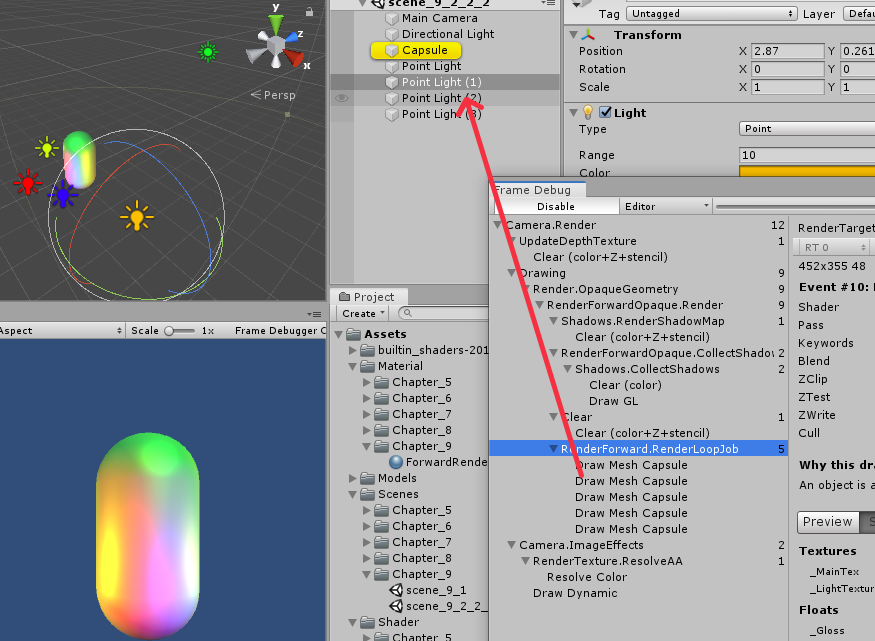 y
z
x
Persp
Aspect
Scale
1x
Frame Debugger
scene_9_2_2_2
Main Camera
Directional Light
Capsule
Point Light
Point Light (1)
Point Light (2)
Point Light (3)
Project
Create
Assets
builtin_shaders-201
Material
Chapter_5
Chapter_6
Chapter_7
Chapter_8
Chapter_9
ForwardRende
Models
Scenes
Chapter_5
Chapter_6
Chapter_7
Chapter_8
Chapter_9
scene_9_1
scene_9_2_2_
Shader
Chapter_5
Tag Untagged Layer Defau
Transform
Position X 2.87 Y 0.261
Rotation X 0 Y 0
Scale X 1 Y 1
Light
Type Point
Range 10
Color
Frame Debug
Disable Editor
Camera.Render 12
UpdateDepthTexture 1
Clear (color+Z+stencil)
Drawing 9
Render.OpaqueGeometry 9
RenderForwardOpaque.Render 9
Shadows.RenderShadowMap 1
Clear (color+Z+stencil)
RenderForwardOpaque.CollectShadov 2
Shadows.CollectShadows 2
Clear (color)
Draw GL
Clear 1
Clear (color+Z+stencil)
RenderForward.RenderLoopJob 5
Draw Mesh Capsule
Draw Mesh Capsule
Draw Mesh Capsule
Draw Mesh Capsule
Draw Mesh Capsule
Camera.ImageEffects 2
RenderTexture.ResolveAA 1
Resolve Color
Draw Dynamic
RenderTarget
RT 0
452x355 48
Event #10:
Shader
Pass
Keywords
Blend
ZClip
ZTest
ZWrite
Cull
Why this dra
An object is a
Preview S
Textures
_MainTex
_LightTextur
Floats
_Gloss